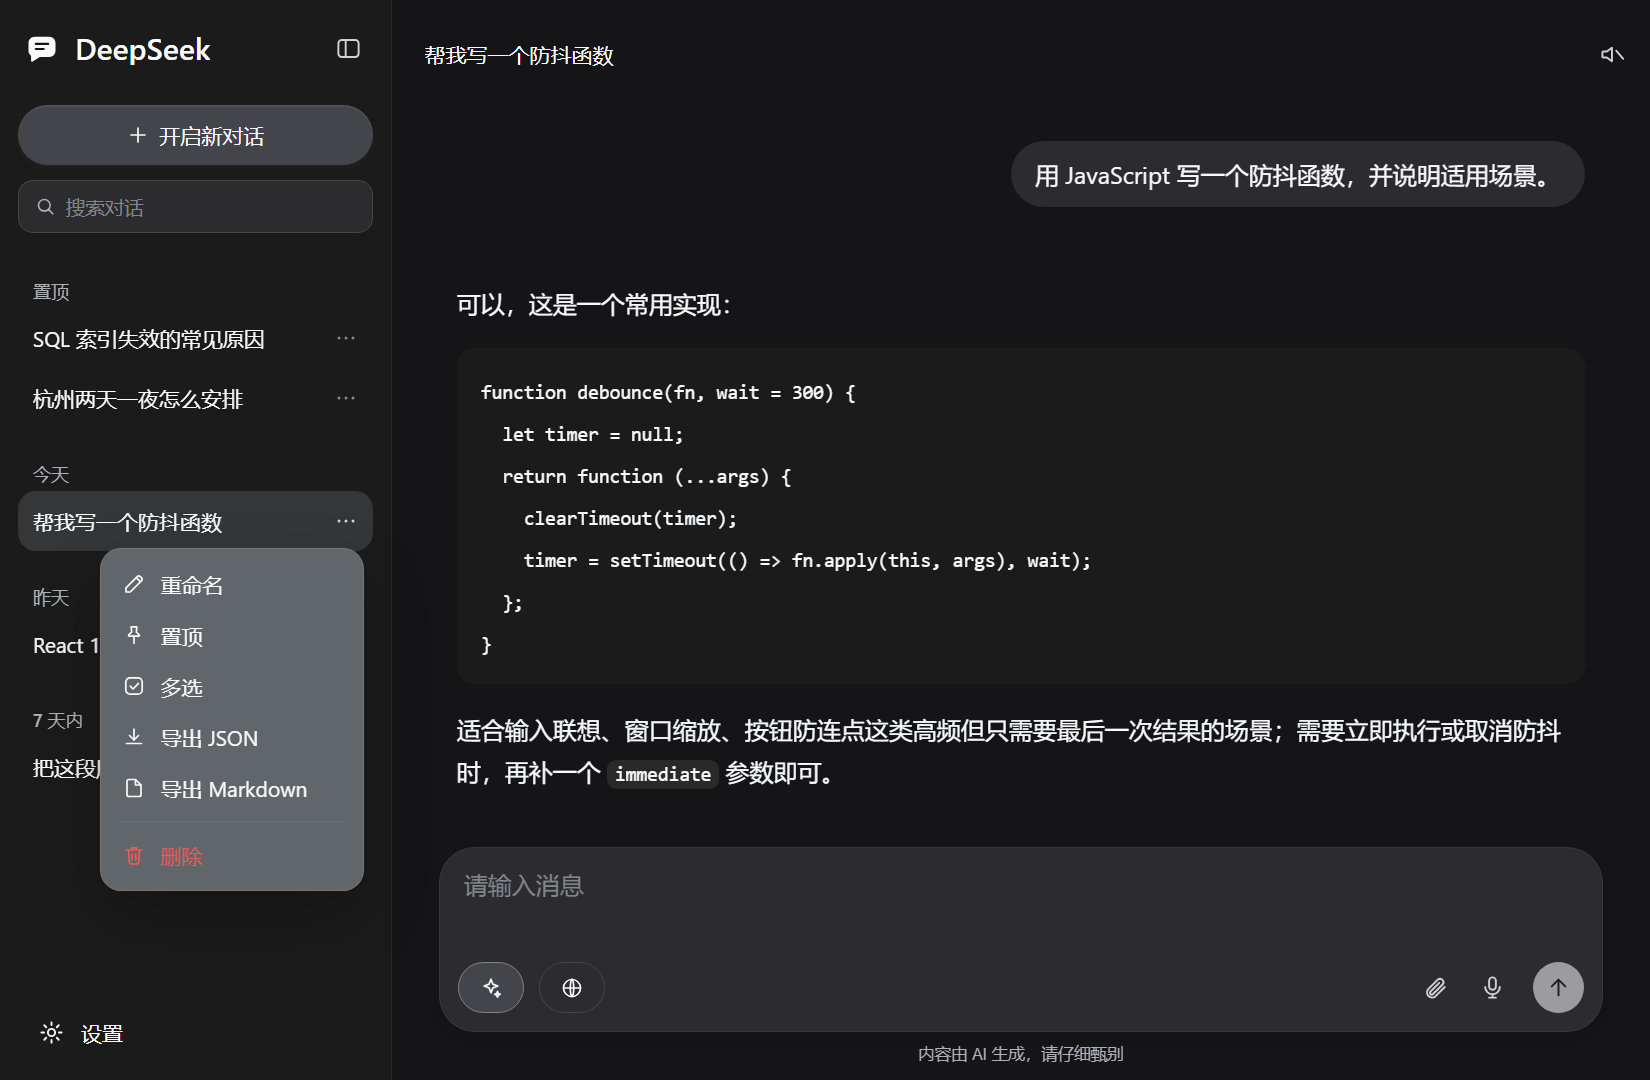 DeepSeek
开启新对话
搜索对话
置顶
SQL 索引失效的常见原因
杭州两天一夜怎么安排
今天
帮我写一个防抖函数
昨天
React 1
7 天内
把这段
重命名
置顶
多选
导出 JSON
导出 Markdown
删除
设置
帮我写一个防抖函数
用 JavaScript 写一个防抖函数，并说明适用场景。
可以，这是一个常用实现：
function debounce(fn, wait = 300) {
  let timer = null;
  return function (...args) {
    clearTimeout(timer);
    timer = setTimeout(() => fn.apply(this, args), wait);
  };
}
适合输入联想、窗口缩放、按钮防连点这类高频但只需要最后一次结果的场景；需要立即执行或取消防抖
时，再补一个 immediate 参数即可。
请输入消息
内容由 AI 生成，请仔细甄别